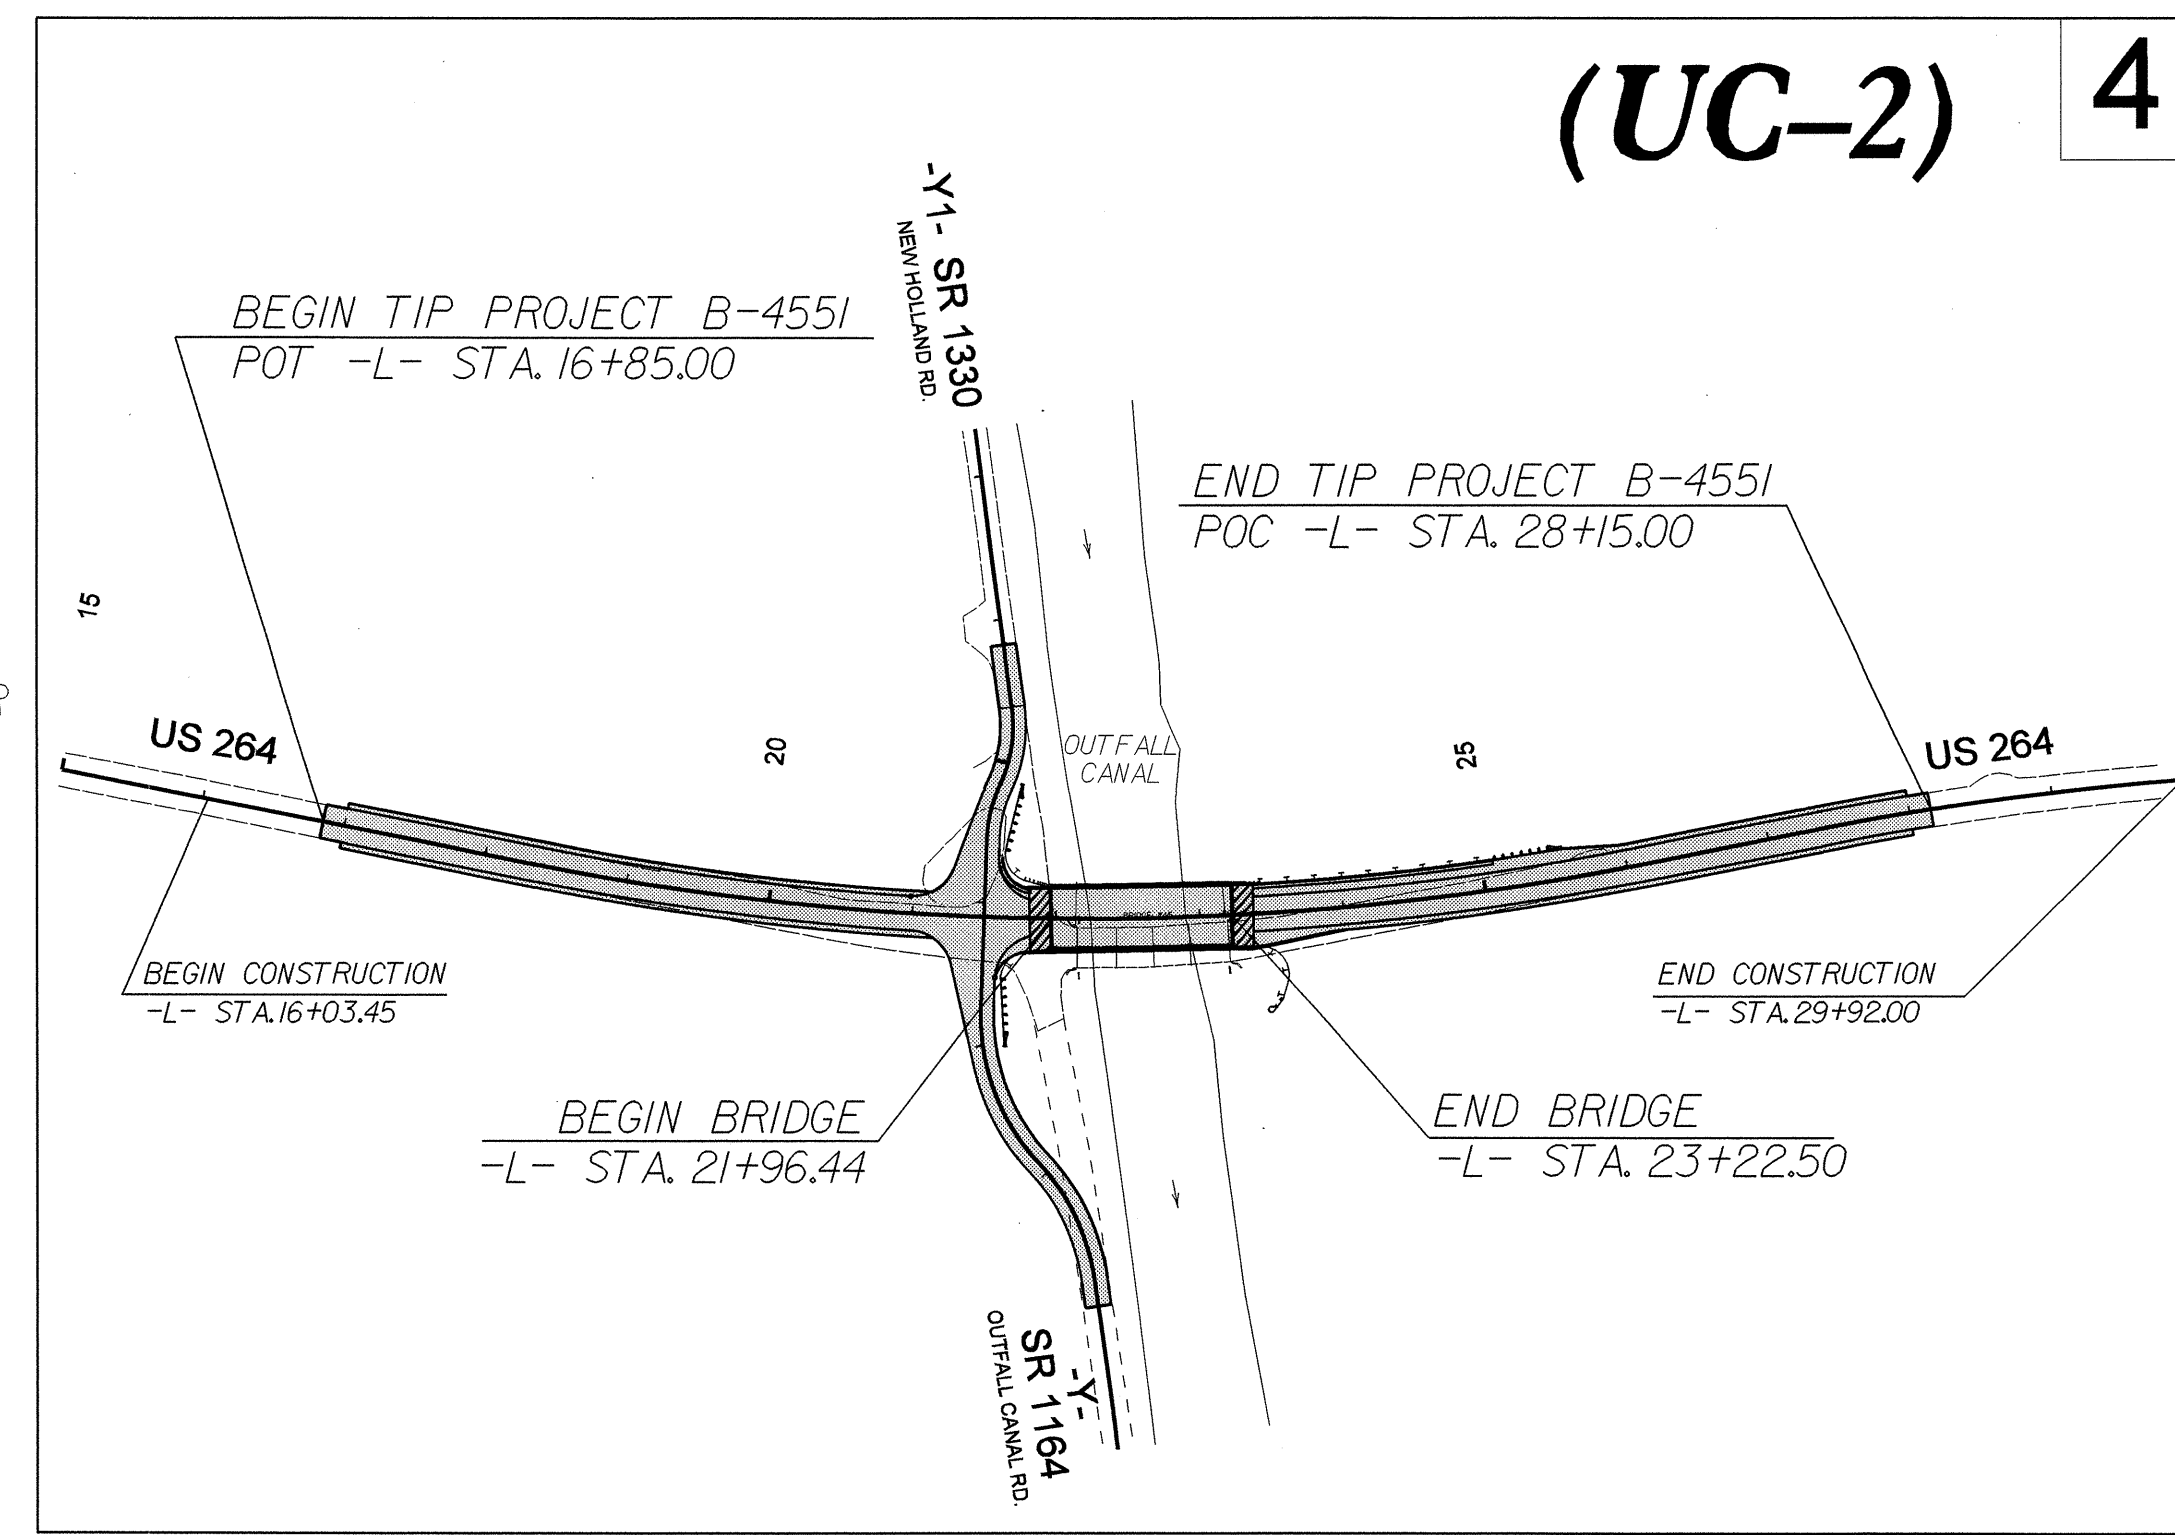 (UC–2)
4
-Y1- SR 1330
NEW HOLLAND RD.
BEGIN TIP PROJECT B-4551
POT -L- STA. 16+85.00
END TIP PROJECT B-4551
POC -L- STA. 28+15.00
15
20
25
US 264
US 264
OUTFALL
CANAL
BEGIN CONSTRUCTION
-L- STA. 16+03.45
END CONSTRUCTION
-L- STA. 29+92.00
BEGIN BRIDGE
-L- STA. 21+96.44
END BRIDGE
-L- STA. 23+22.50
-Y-
SR 1164
OUTFALL CANAL RD.